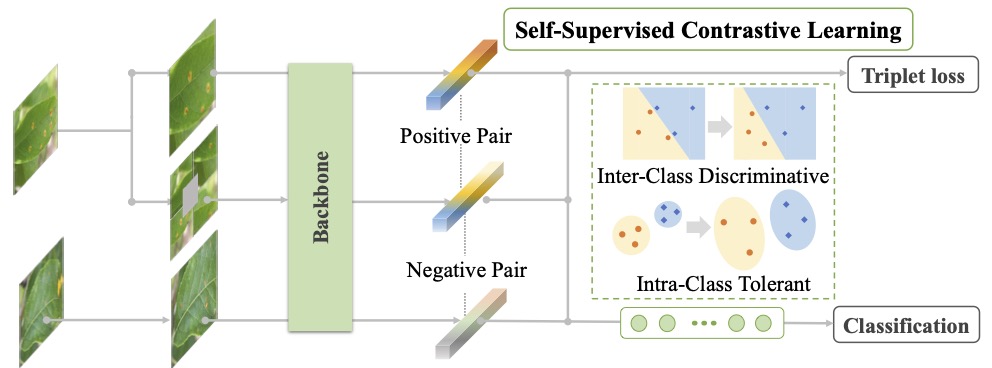 Self-Supervised Contrastive Learning
Triplet loss
Positive Pair
Backbone
Inter-Class Discriminative
Negative Pair
Intra-Class Tolerant
Classification